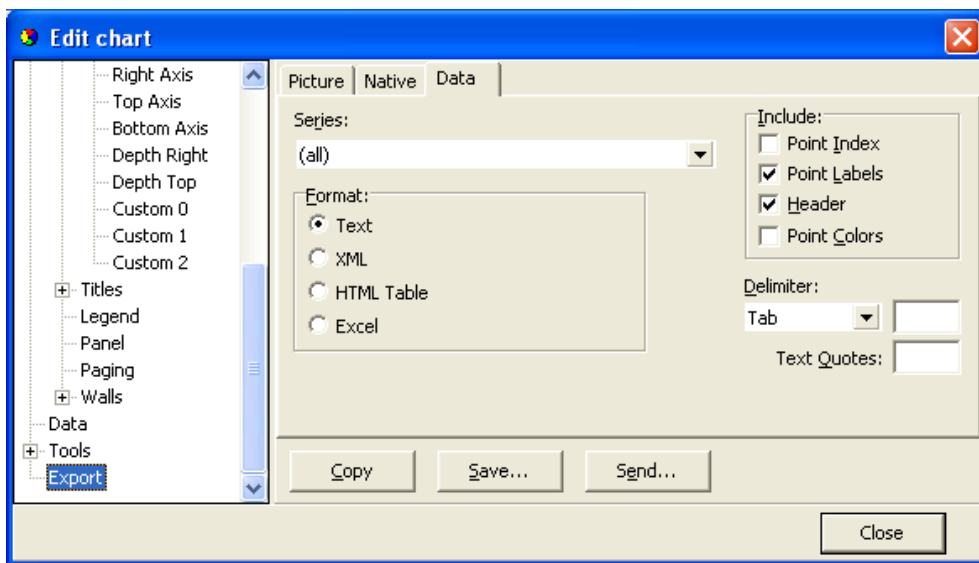 Edit chart
Right Axis
Top Axis
Bottom Axis
Depth Right
Depth Top
Custom 0
Custom 1
Custom 2
Titles
Legend
Panel
Paging
Walls
Data
Tools
Export
Picture Native Data
Series:
(all)
Format:
Text
XML
HTML Table
Excel
Include:
Point Index
Point Labels
Header
Point Colors
Delimiter:
Tab
Text Quotes:
Copy Save... Send...
Close